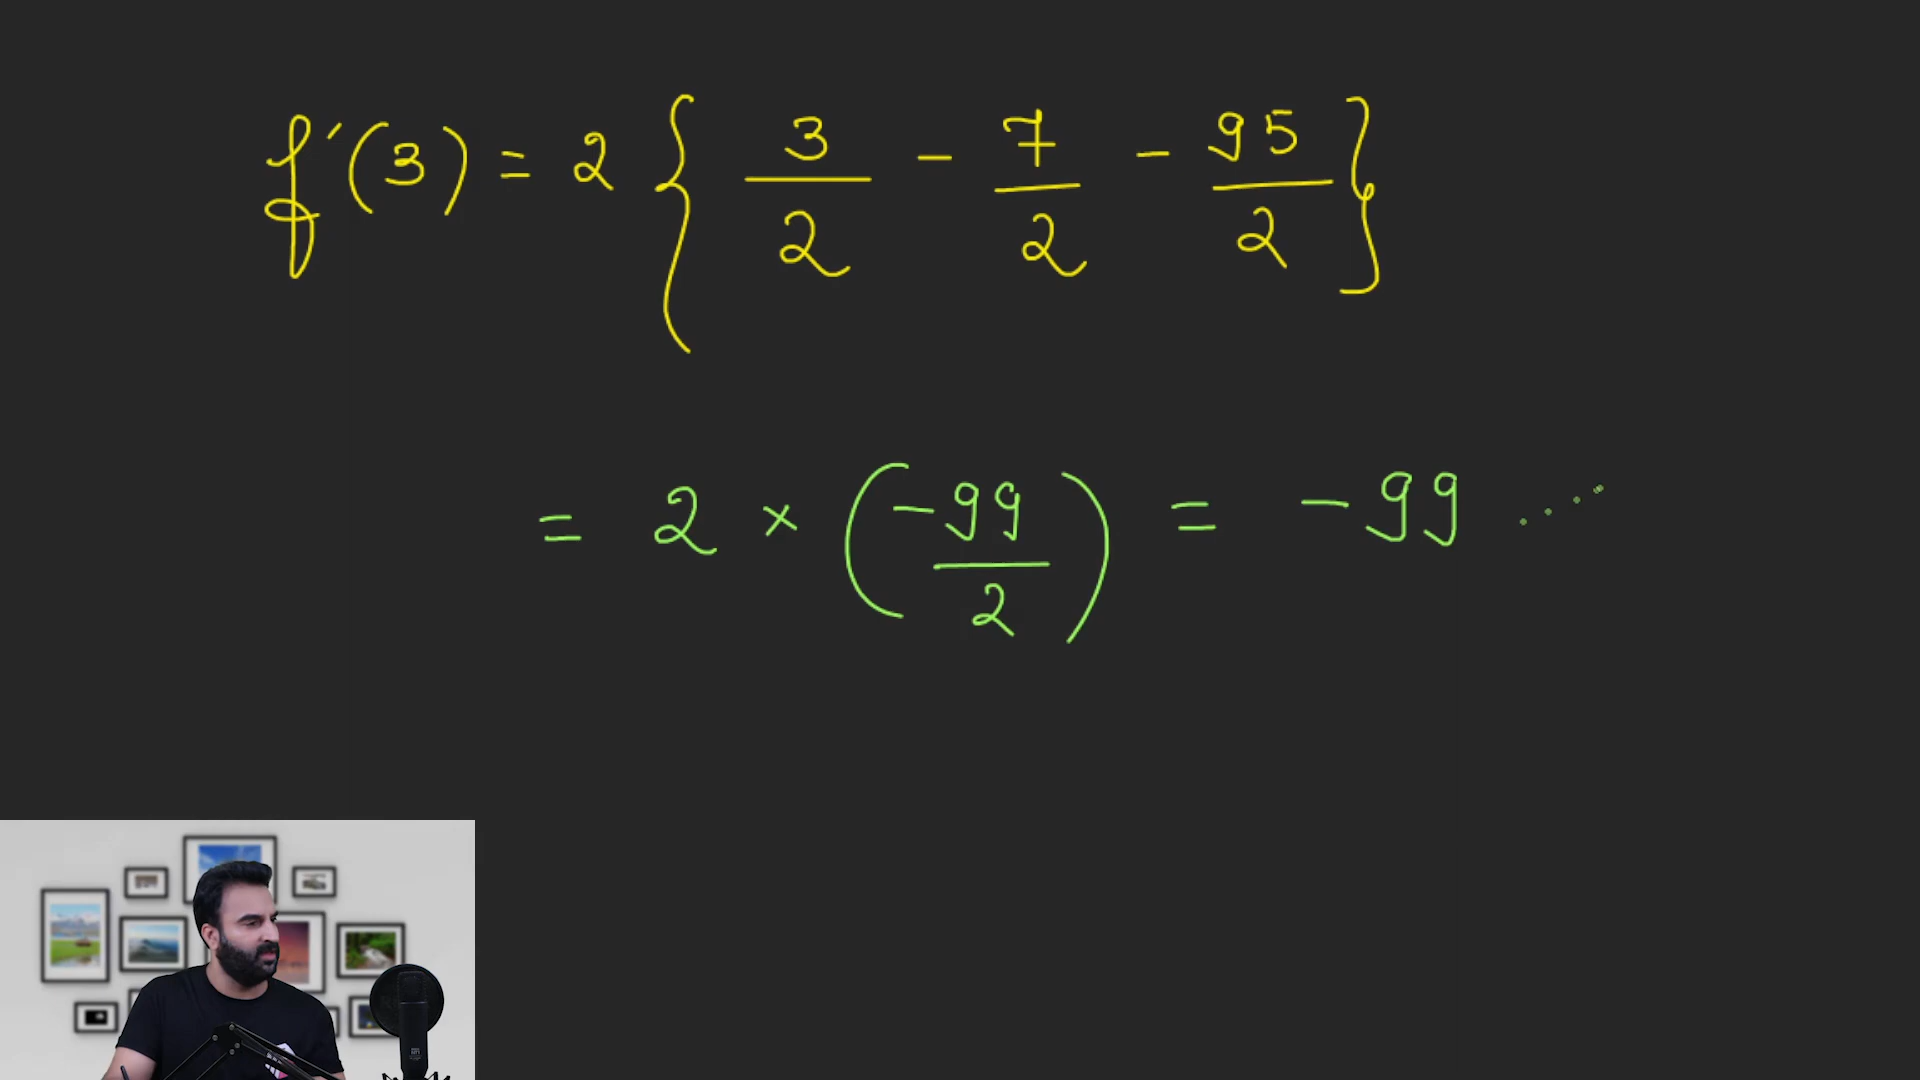 f'(3) = 2 { 3/2 - 7/2 - 95/2 }
= 2 × (-99/2) = -99 ....